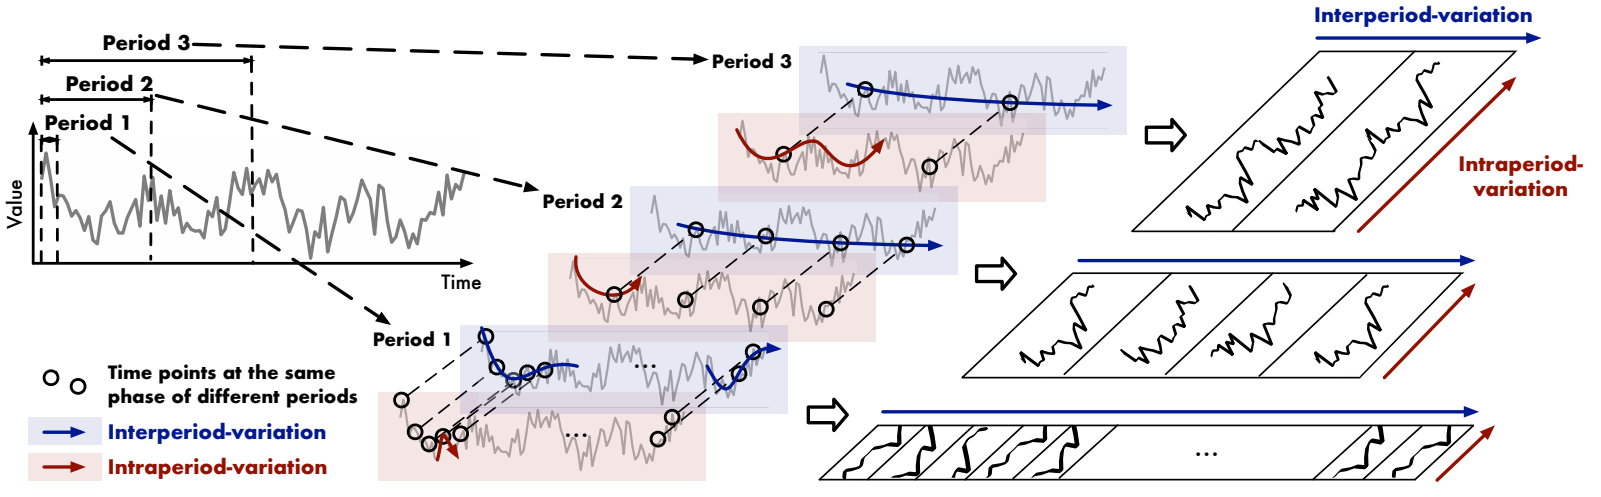 Interperiod-variation
Period 3
Period 3
Period 2
Period 1
Intraperiod-
variation
Value
Period 2
Time
Period 1
...
Time points at the same
phase of different periods
Interperiod-variation
...
...
Intraperiod-variation